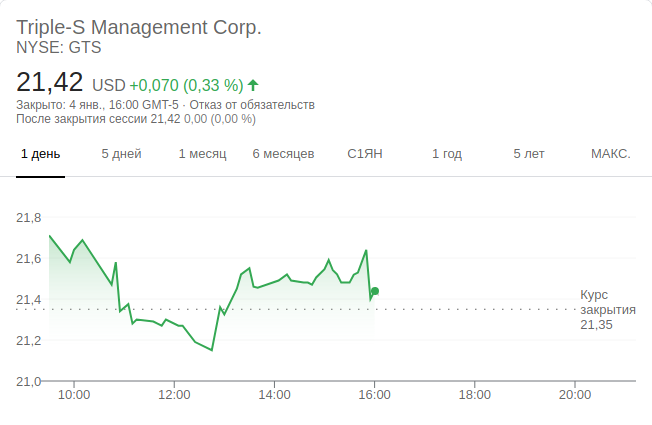 Triple-S Management Corp.
NYSE: GTS
21,42 USD +0,070 (0,33 %)
Закрыто: 4 янв., 16:00 GMT-5 · Отказ от обязательств
После закрытия сессии 21,42 0,00 (0,00 %)
1 день 5 дней 1 месяц 6 месяцев С1ЯН 1 год 5 лет МАКС.
21,8
21,6
21,4
Курс
закрытия
21,35
21,2
21,0
10:00 12:00 14:00 16:00 18:00 20:00